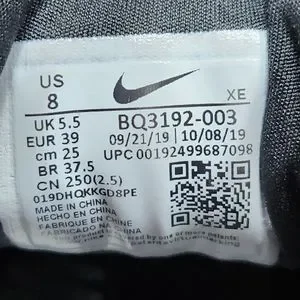 US
8
XE
UK 5.5
BQ3192-003
EUR 39
09/21/19 10/08/19
cm 25
UPC 00192499687098
BR 37.5
CN 250(2.5)
019DHQKKGD8PE
MADE IN CHINA
HECHO EN CHINA
FABRIQUE EN CHINE